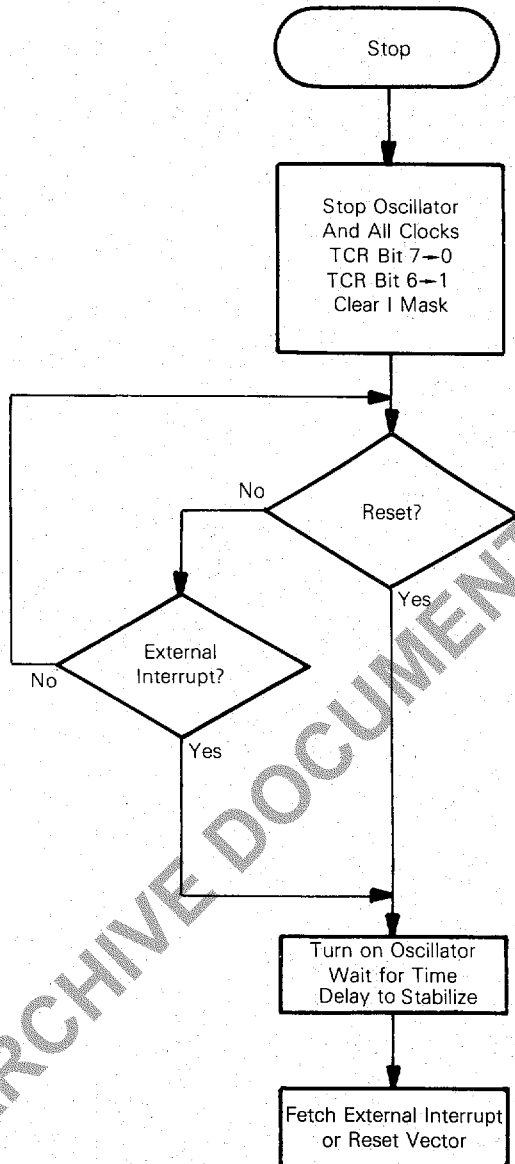 Stop
Stop Oscillator
And All Clocks
TCR Bit 7→0
TCR Bit 6→1
Clear I Mask
No
Reset?
Yes
External
Interrupt?
No
Yes
Turn on Oscillator
Wait for Time
Delay to Stabilize
Fetch External Interrupt
or Reset Vector
ARCHIVE DOCUMENT